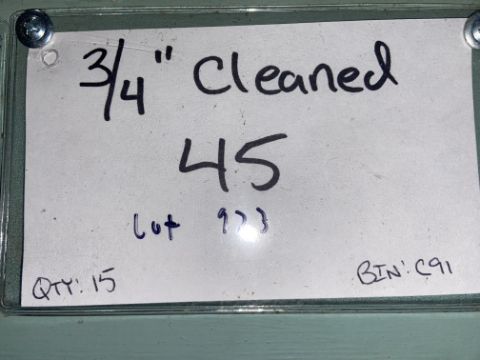 3/4" Cleaned
45
Lot 923
QTY: 15
BIN: C91